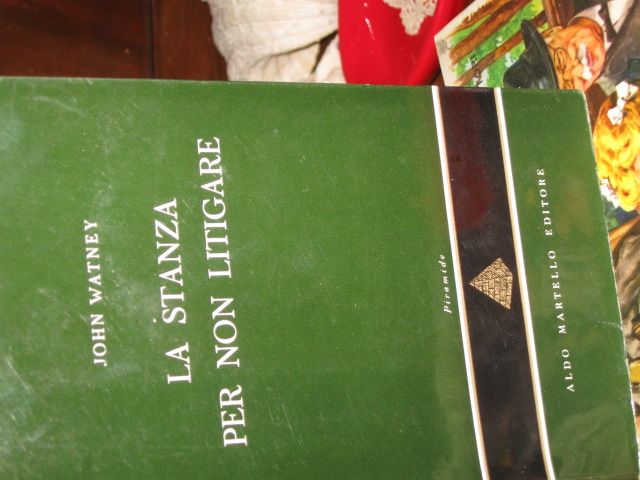 JOHN WATNEY
LA STANZA
PER NON LITIGARE
Piramide
ALDO MARTELLO EDITORE